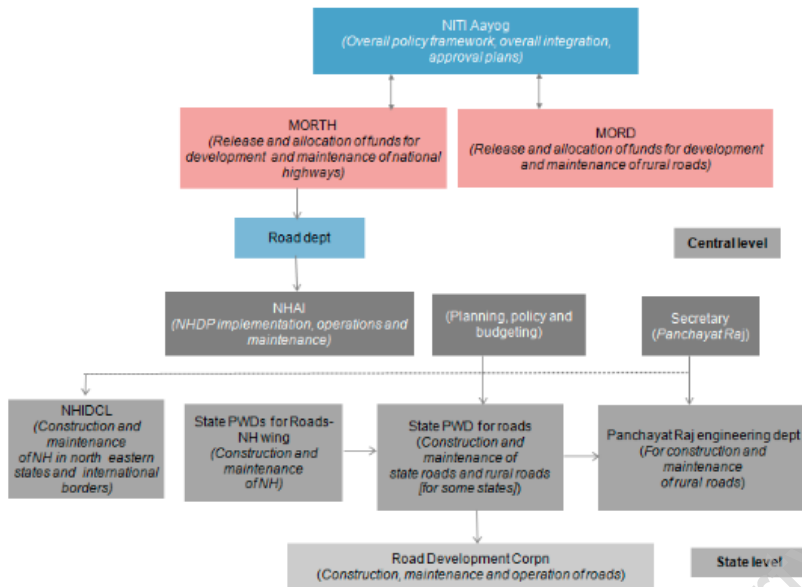 NITI Aayog
(Overall policy framework, overall integration,
approval plans)
MORTH
(Release and allocation of funds for
development and maintenance of national
highways)
MORD
(Release and allocation of funds for development
and maintenance of rural roads)
Road dept
Central level
NHAI
(NHDP implementation, operations and
maintenance)
(Planning, policy and
budgeting)
Secretary
(Panchayat Raj)
NHIDCL
(Construction and
maintenance
of NH in north eastern
states and international
borders)
State PWDs for Roads-
NH wing
(Construction and
maintenance
of NH)
State PWD for roads
(Construction and
maintenance of
state roads and rural roads
[for some states])
Panchayat Raj engineering dept
(For construction and
maintenance
of rural roads)
Road Development Corpn
(Construction, maintenance and operation of roads)
State level